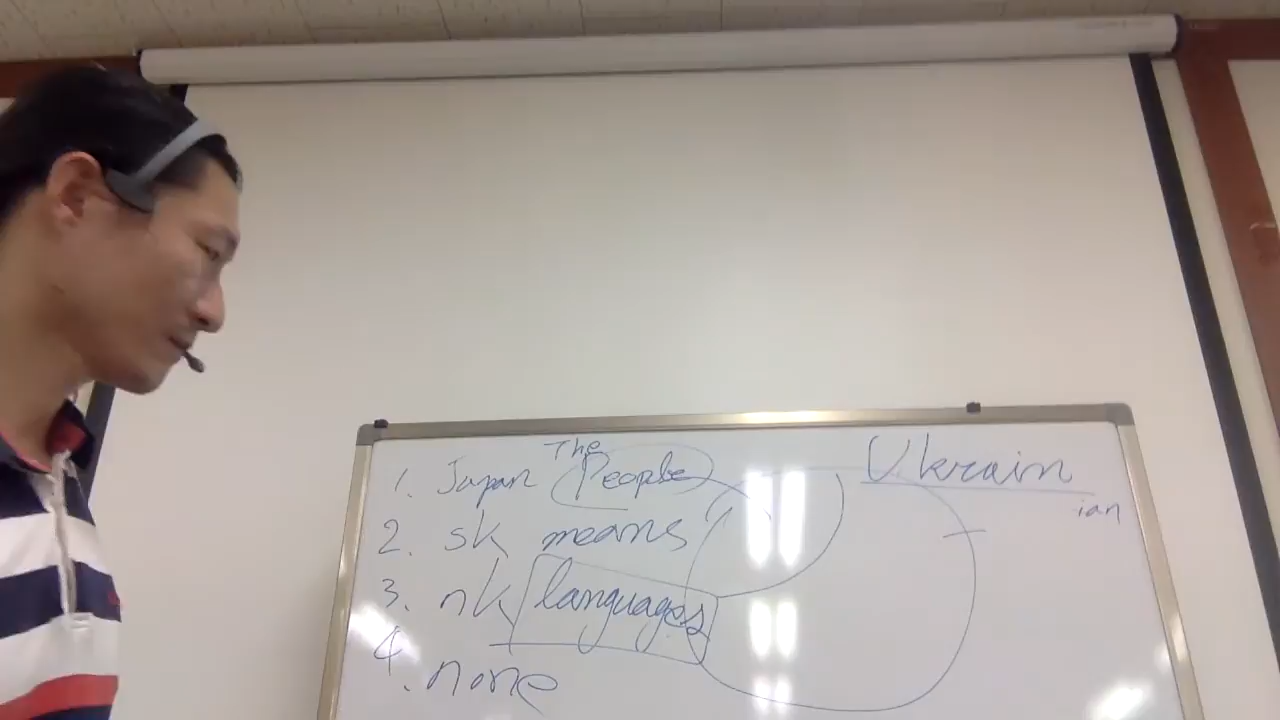 The
1. Japan People Ukrain
ian
2. sk means
3. nk languages
4. none